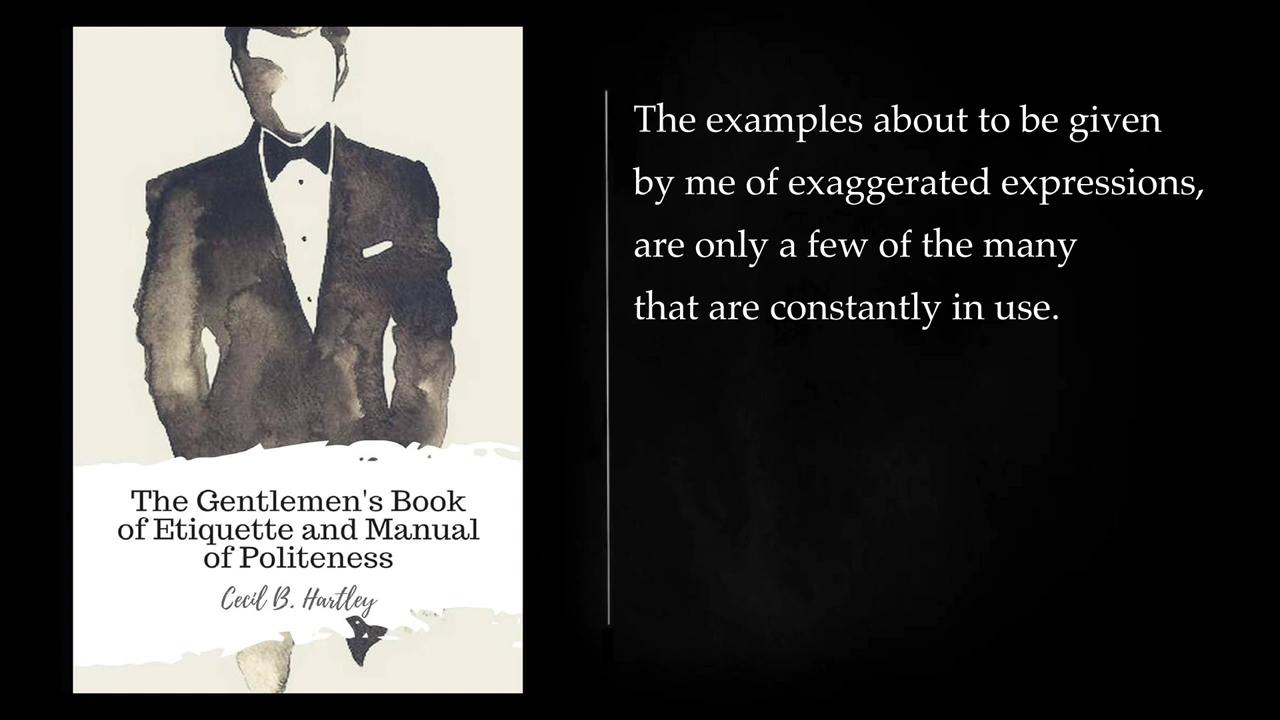 The Gentlemen's Book
of Etiquette and Manual
of Politeness
Cecil B. Hartley
The examples about to be given
by me of exaggerated expressions,
are only a few of the many
that are constantly in use.